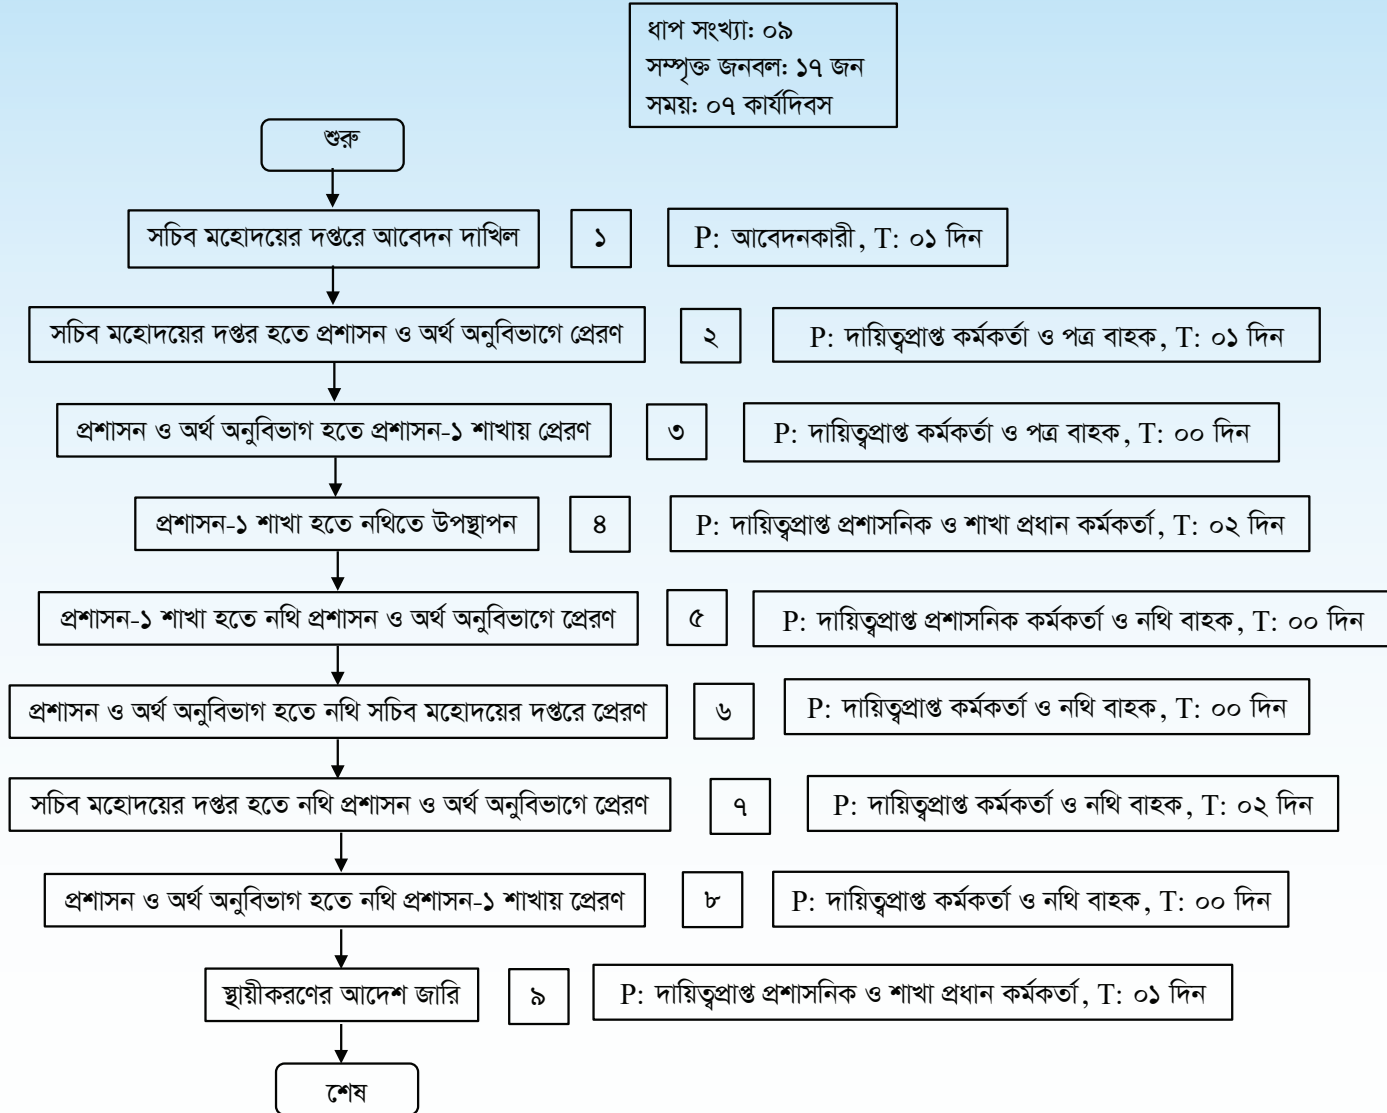 ধাপ সংখ্যা: ০৯
সম্পৃক্ত জনবল: ১৭ জন
সময়: ০৭ কার্যদিবস
শুরু
সচিব মহোদয়ের দপ্তরে আবেদন দাখিল
১
P: আবেদনকারী, T: ০১ দিন
সচিব মহোদয়ের দপ্তর হতে প্রশাসন ও অর্থ অনুবিভাগে প্রেরণ
২
P: দায়িত্বপ্রাপ্ত কর্মকর্তা ও পত্র বাহক, T: ০১ দিন
প্রশাসন ও অর্থ অনুবিভাগ হতে প্রশাসন-১ শাখায় প্রেরণ
৩
P: দায়িত্বপ্রাপ্ত কর্মকর্তা ও পত্র বাহক, T: ০০ দিন
প্রশাসন-১ শাখা হতে নথিতে উপস্থাপন
৪
P: দায়িত্বপ্রাপ্ত প্রশাসনিক ও শাখা প্রধান কর্মকর্তা, T: ০২ দিন
প্রশাসন-১ শাখা হতে নথি প্রশাসন ও অর্থ অনুবিভাগে প্রেরণ
৫
P: দায়িত্বপ্রাপ্ত প্রশাসনিক কর্মকর্তা ও নথি বাহক, T: ০০ দিন
প্রশাসন ও অর্থ অনুবিভাগ হতে নথি সচিব মহোদয়ের দপ্তরে প্রেরণ
৬
P: দায়িত্বপ্রাপ্ত কর্মকর্তা ও নথি বাহক, T: ০০ দিন
সচিব মহোদয়ের দপ্তর হতে নথি প্রশাসন ও অর্থ অনুবিভাগে প্রেরণ
৭
P: দায়িত্বপ্রাপ্ত কর্মকর্তা ও নথি বাহক, T: ০২ দিন
প্রশাসন ও অর্থ অনুবিভাগ হতে নথি প্রশাসন-১ শাখায় প্রেরণ
৮
P: দায়িত্বপ্রাপ্ত কর্মকর্তা ও নথি বাহক, T: ০০ দিন
স্থায়ীকরণের আদেশ জারি
৯
P: দায়িত্বপ্রাপ্ত প্রশাসনিক ও শাখা প্রধান কর্মকর্তা, T: ০১ দিন
শেষ